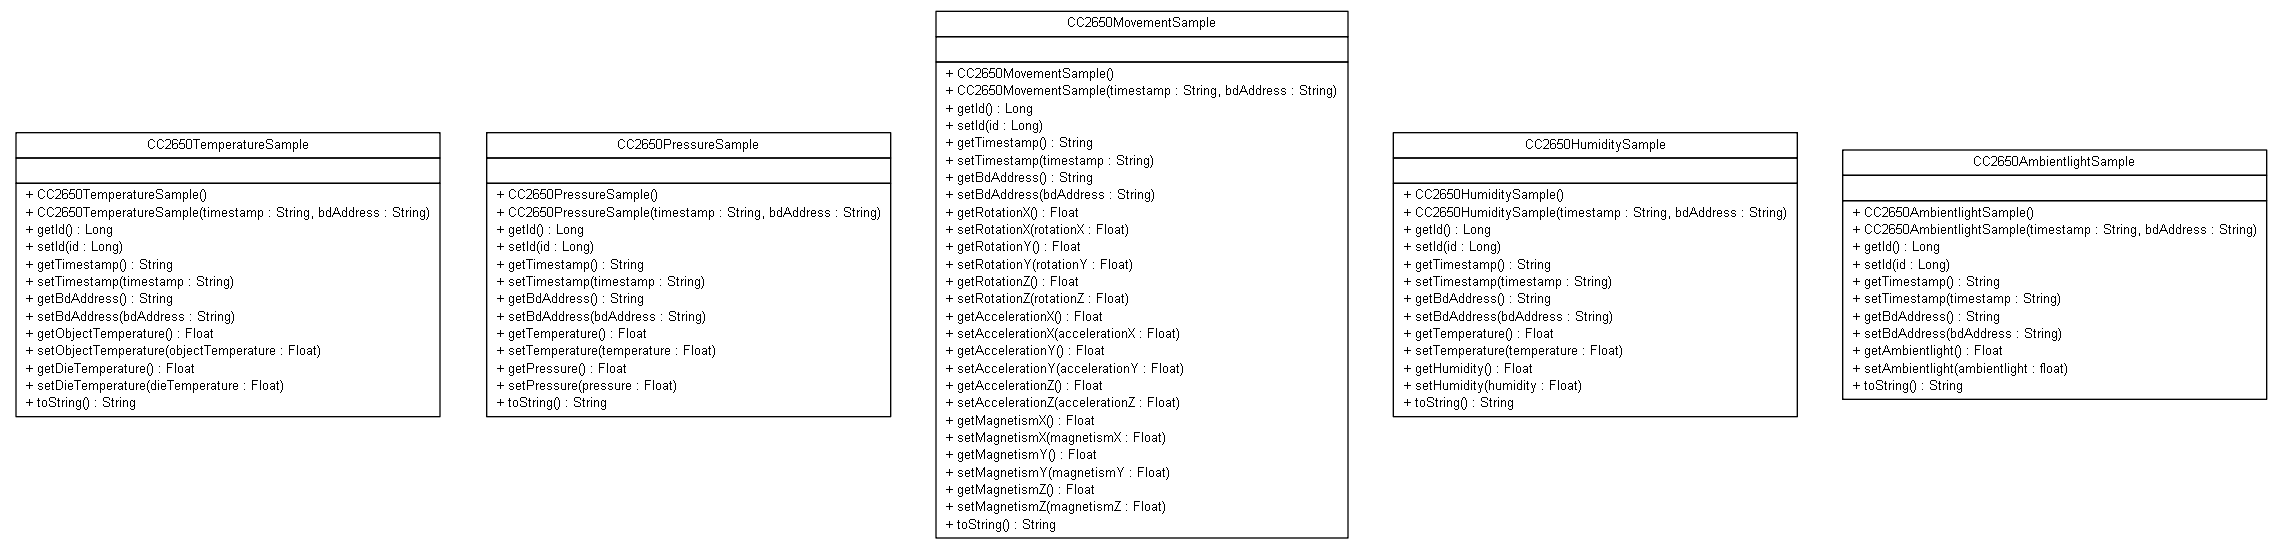 CC2650TemperatureSample
+ CC2650TemperatureSample()
+ CC2650TemperatureSample(timestamp : String, bdAddress : String)
+ getId() : Long
+ setId(id : Long)
+ getTimestamp() : String
+ setTimestamp(timestamp : String)
+ getBdAddress() : String
+ setBdAddress(bdAddress : String)
+ getObjectTemperature() : Float
+ setObjectTemperature(objectTemperature : Float)
+ getDieTemperature() : Float
+ setDieTemperature(dieTemperature : Float)
+ toString() : String
CC2650PressureSample
+ CC2650PressureSample()
+ CC2650PressureSample(timestamp : String, bdAddress : String)
+ getId() : Long
+ setId(id : Long)
+ getTimestamp() : String
+ setTimestamp(timestamp : String)
+ getBdAddress() : String
+ setBdAddress(bdAddress : String)
+ getTemperature() : Float
+ setTemperature(temperature : Float)
+ getPressure() : Float
+ setPressure(pressure : Float)
+ toString() : String
CC2650MovementSample
+ CC2650MovementSample()
+ CC2650MovementSample(timestamp : String, bdAddress : String)
+ getId() : Long
+ setId(id : Long)
+ getTimestamp() : String
+ setTimestamp(timestamp : String)
+ getBdAddress() : String
+ setBdAddress(bdAddress : String)
+ getRotationX() : Float
+ setRotationX(rotationX : Float)
+ getRotationY() : Float
+ setRotationY(rotationY : Float)
+ getRotationZ() : Float
+ setRotationZ(rotationZ : Float)
+ getAccelerationX() : Float
+ setAccelerationX(accelerationX : Float)
+ getAccelerationY() : Float
+ setAccelerationY(accelerationY : Float)
+ getAccelerationZ() : Float
+ setAccelerationZ(accelerationZ : Float)
+ getMagnetismX() : Float
+ setMagnetismX(magnetismX : Float)
+ getMagnetismY() : Float
+ setMagnetismY(magnetismY : Float)
+ getMagnetismZ() : Float
+ setMagnetismZ(magnetismZ : Float)
+ toString() : String
CC2650HumiditySample
+ CC2650HumiditySample()
+ CC2650HumiditySample(timestamp : String, bdAddress : String)
+ getId() : Long
+ setId(id : Long)
+ getTimestamp() : String
+ setTimestamp(timestamp : String)
+ getBdAddress() : String
+ setBdAddress(bdAddress : String)
+ getTemperature() : Float
+ setTemperature(temperature : Float)
+ getHumidity() : Float
+ setHumidity(humidity : Float)
+ toString() : String
CC2650AmbientlightSample
+ CC2650AmbientlightSample()
+ CC2650AmbientlightSample(timestamp : String, bdAddress : String)
+ getId() : Long
+ setId(id : Long)
+ getTimestamp() : String
+ setTimestamp(timestamp : String)
+ getBdAddress() : String
+ setBdAddress(bdAddress : String)
+ getAmbientlight() : Float
+ setAmbientlight(ambientlight : float)
+ toString() : String